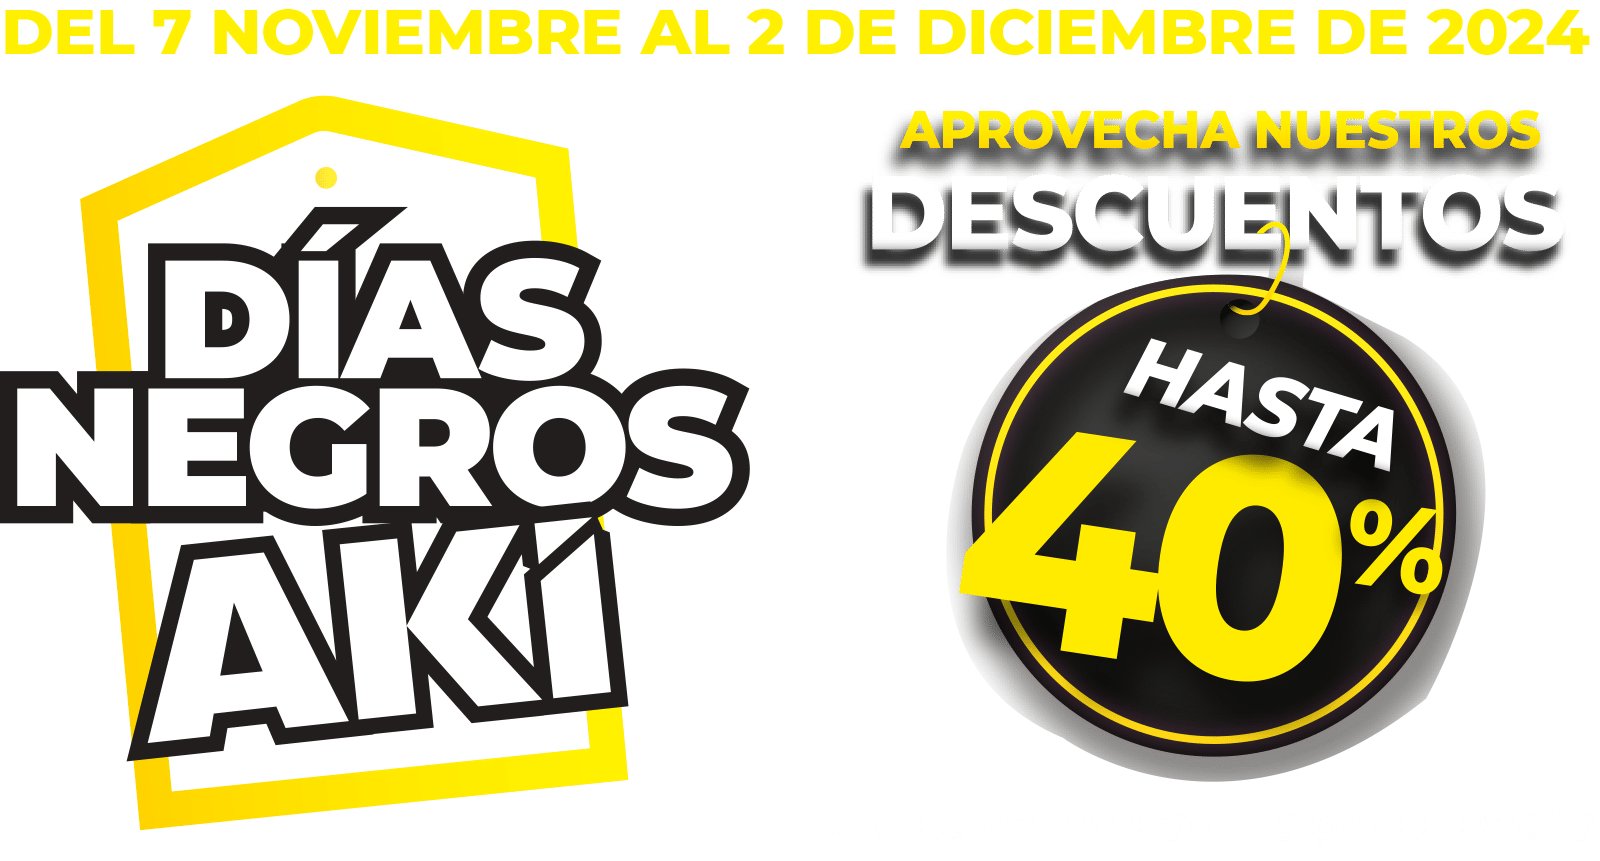 DEL 7 NOVIEMBRE AL 2 DE DICIEMBRE DE 2024
DÍAS
NEGROS
AKÍ
APROVECHA NUESTROS
DESCUENTOS
HASTA
40%